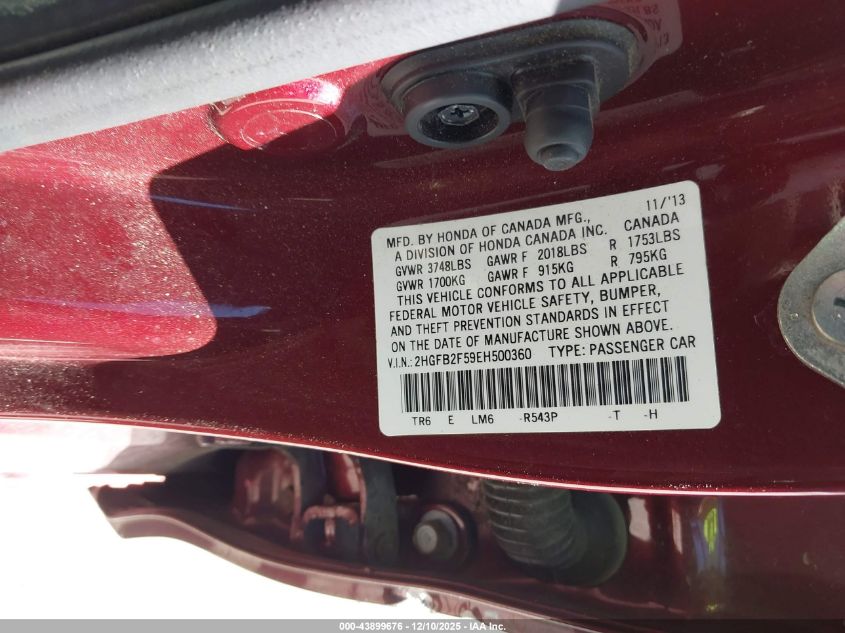 11/'13
MFD. BY HONDA OF CANADA MFG., CANADA
A DIVISION OF HONDA CANADA INC.
GVWR 3748LBS GAWR F 2018LBS R 1753LBS
GVWR 1700KG GAWR F 915KG R 795KG
THIS VEHICLE CONFORMS TO ALL APPLICABLE
FEDERAL MOTOR VEHICLE SAFETY, BUMPER,
AND THEFT PREVENTION STANDARDS IN EFFECT
ON THE DATE OF MANUFACTURE SHOWN ABOVE.
V.I.N.:2HGFB2F59EH500360 TYPE: PASSENGER CAR
TR6 E LM6 -R543P -T -H
000-43899676 - 12/10/2025 - IAA Inc.